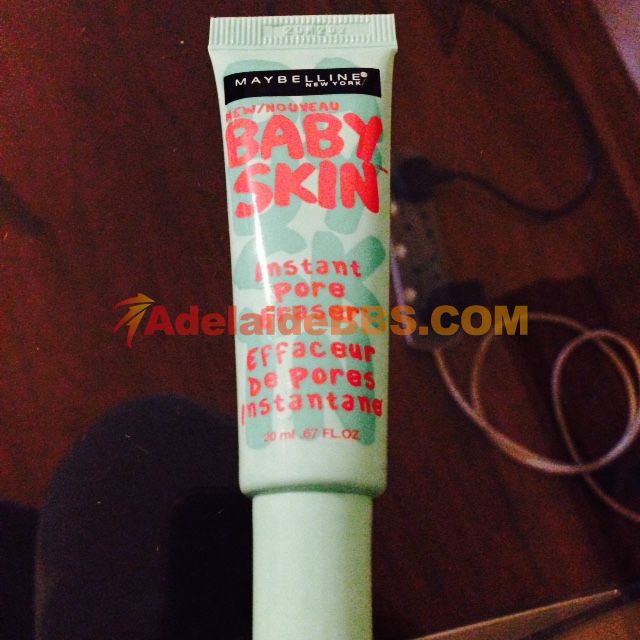 MAYBELLINE®
NEW YORK
NEW/NOUVEAU
BABY
SKIN™
Instant
Pore
Eraser
AdelaideBBS.COM
Effaceur
De Pores
Instantané
20 ml .67 FL.OZ